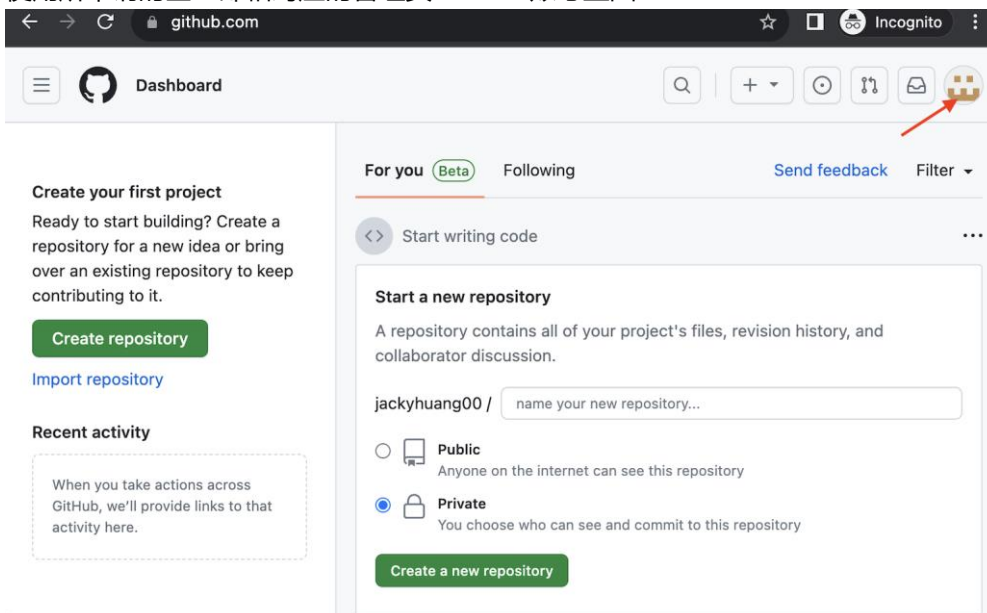 github.com
Incognito
Dashboard
For you Beta Following Send feedback Filter
Create your first project
Ready to start building? Create a
repository for a new idea or bring
over an existing repository to keep
contributing to it.
Create repository
Import repository
Recent activity
When you take actions across
GitHub, we'll provide links to that
activity here.
<> Start writing code
Start a new repository
A repository contains all of your project's files, revision history, and
collaborator discussion.
jackyhuang00 / name your new repository...
Public
Anyone on the internet can see this repository
Private
You choose who can see and commit to this repository
Create a new repository